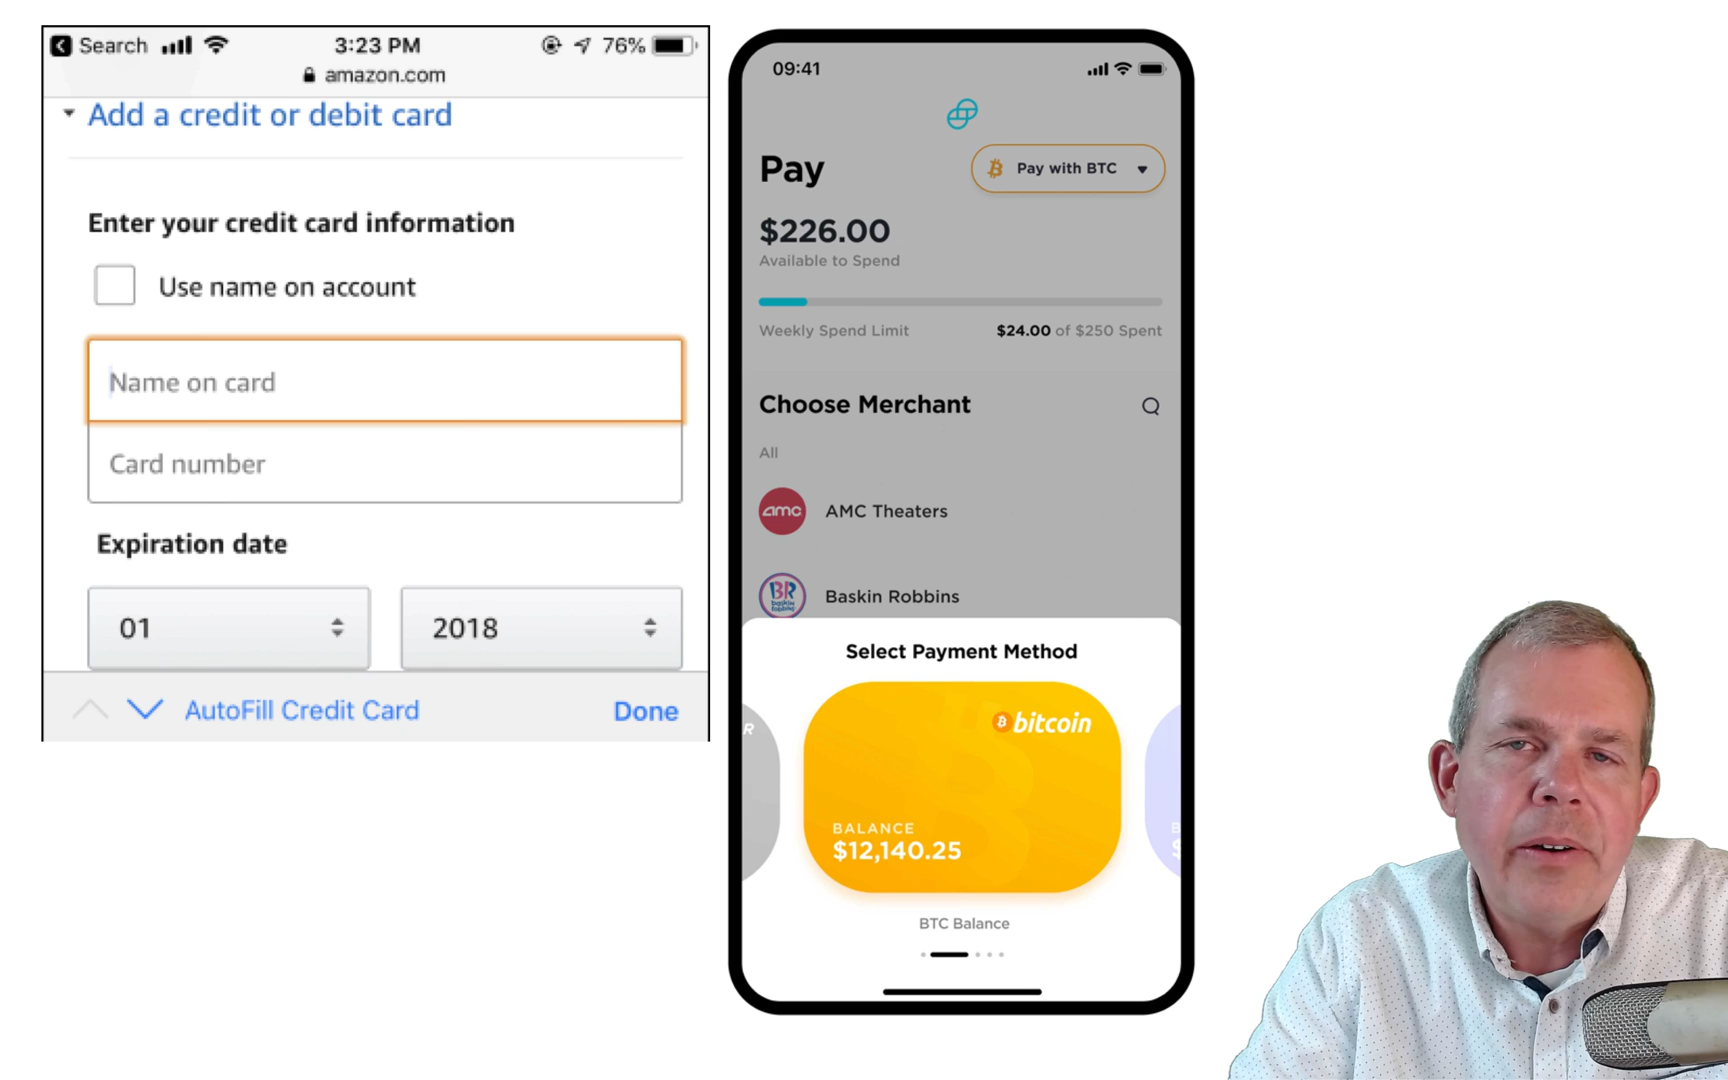 Search
3:23 PM
76%
amazon.com
Add a credit or debit card
Enter your credit card information
Use name on account
Name on card
Card number
Expiration date
01
2018
AutoFill Credit Card
Done
09:41
Pay
Pay with BTC
$226.00
Available to Spend
Weekly Spend Limit
$24.00 of $250 Spent
Choose Merchant
All
amc
AMC Theaters
BR
baskin
robbins
Baskin Robbins
Select Payment Method
R
bitcoin
BALANCE
$12,140.25
B
$
BTC Balance